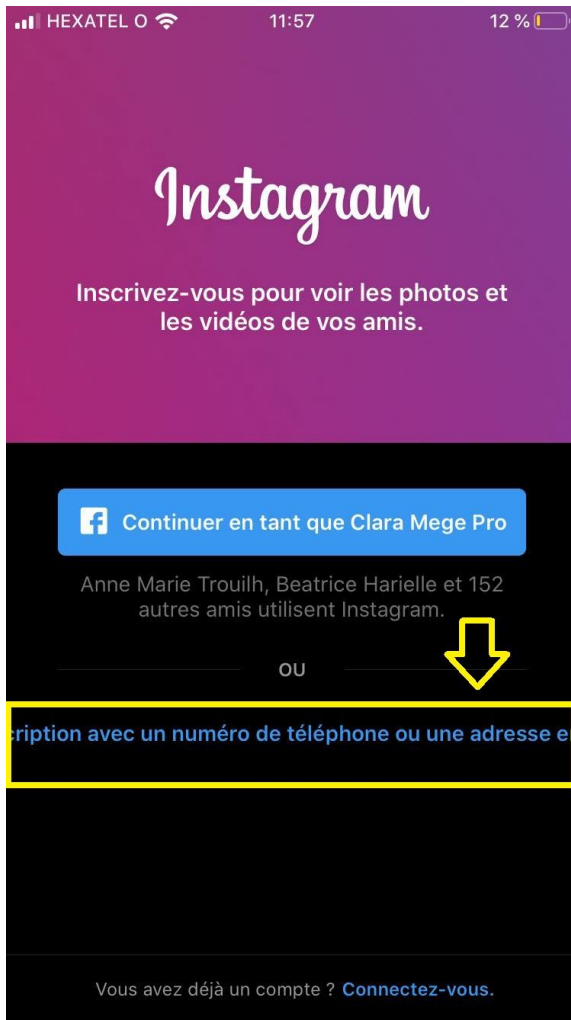 HEXATEL O 11:57 12 %
Instagram
Inscrivez-vous pour voir les photos et
les vidéos de vos amis.
Continuer en tant que Clara Mege Pro
Anne Marie Trouilh, Beatrice Harielle et 152
autres amis utilisent Instagram.
OU
cription avec un numéro de téléphone ou une adresse e
Vous avez déjà un compte ? Connectez-vous.